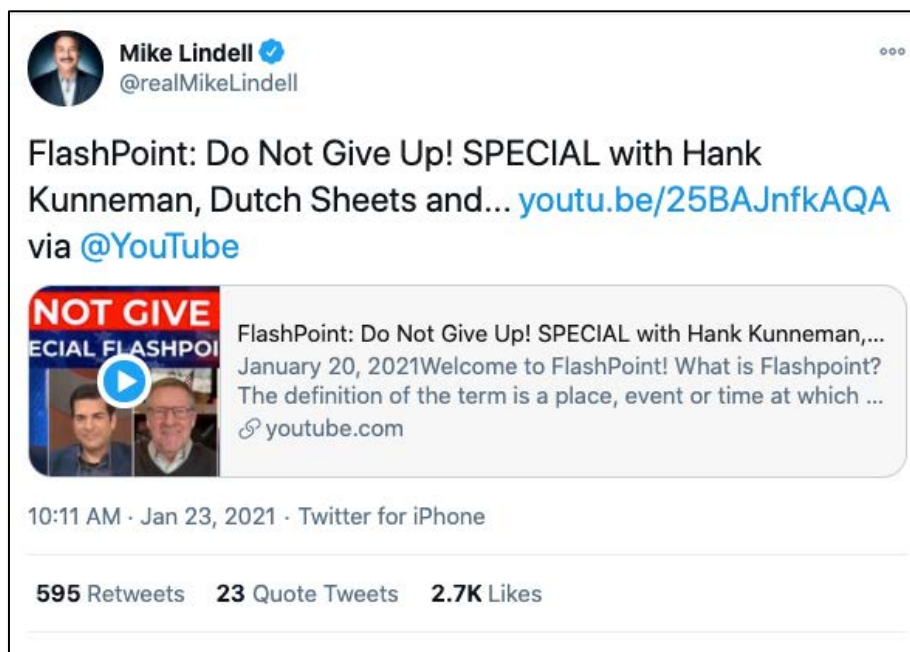 Mike Lindell
@realMikeLindell
FlashPoint: Do Not Give Up! SPECIAL with Hank
Kunneman, Dutch Sheets and... youtu.be/25BAJnfkAQA
via @YouTube
NOT GIVE
ECIAL FLASHPOI
FlashPoint: Do Not Give Up! SPECIAL with Hank Kunneman,...
January 20, 2021Welcome to FlashPoint! What is Flashpoint?
The definition of the term is a place, event or time at which ...
youtube.com
10:11 AM · Jan 23, 2021 · Twitter for iPhone
595 Retweets 23 Quote Tweets 2.7K Likes